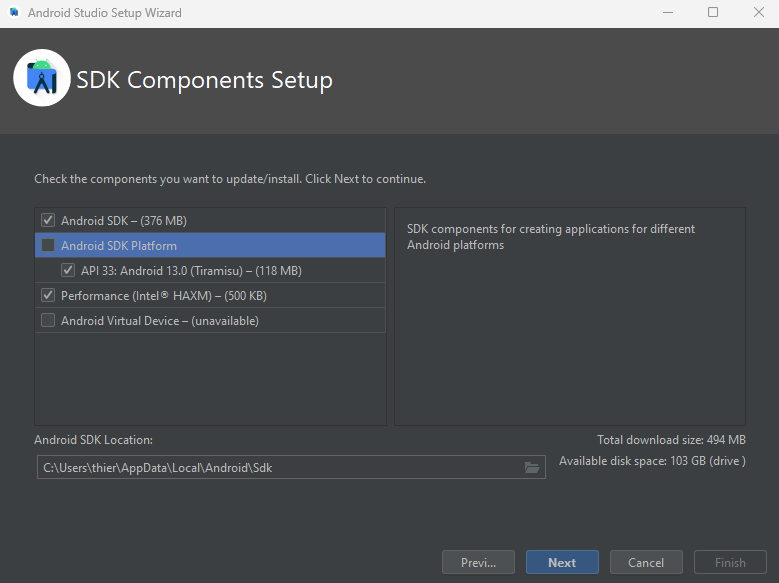 Android Studio Setup Wizard
SDK Components Setup
Check the components you want to update/install. Click Next to continue.
Android SDK – (376 MB)
Android SDK Platform
API 33: Android 13.0 (Tiramisu) – (118 MB)
Performance (Intel® HAXM) – (500 KB)
Android Virtual Device – (unavailable)
SDK components for creating applications for different
Android platforms
Android SDK Location:
C:\Users\thier\AppData\Local\Android\Sdk
Total download size: 494 MB
Available disk space: 103 GB (drive )
Previ...
Next
Cancel
Finish